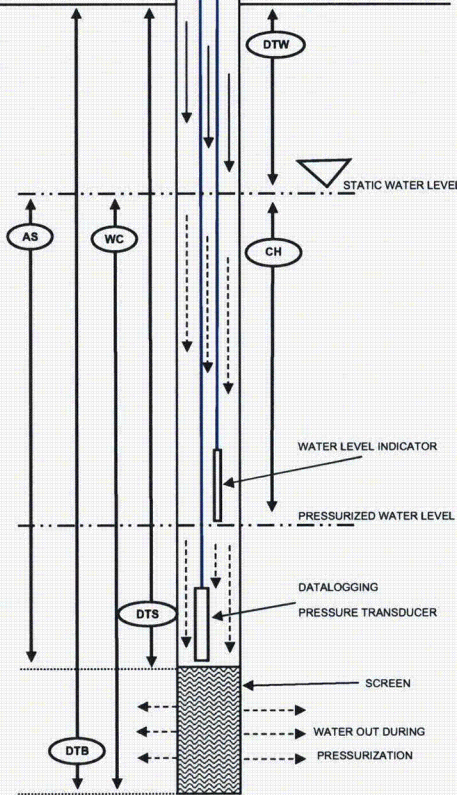 DTW
STATIC WATER LEVEL
AS
WC
CH
WATER LEVEL INDICATOR
PRESSURIZED WATER LEVEL
DATALOGGING
DTS
PRESSURE TRANSDUCER
SCREEN
WATER OUT DURING
DTB
PRESSURIZATION